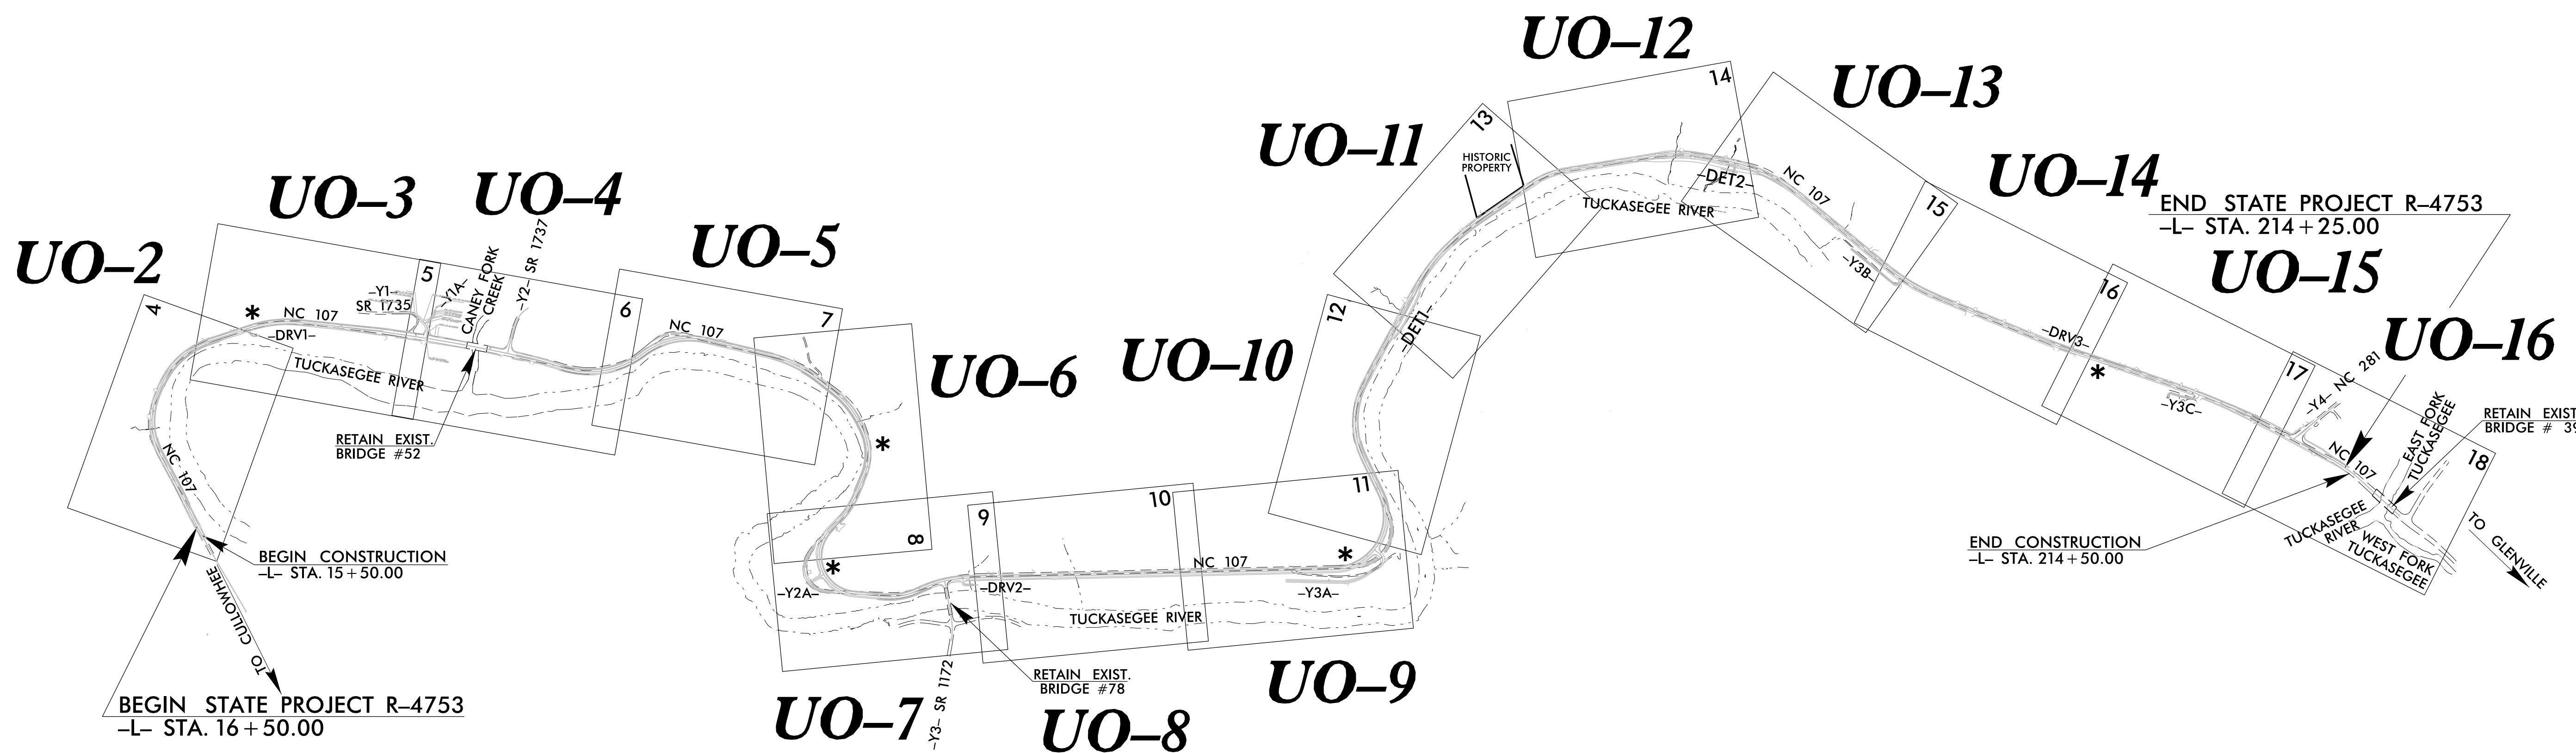 UO–12
14
UO–13
UO–11
13
HISTORIC
PROPERTY
–DET2–
NC 107
TUCKASEGEE RIVER
UO–14
15
END STATE PROJECT R–4753
–L– STA. 214+25.00
UO–3
UO–4
UO–5
UO–2
4
*
NC 107
–DRV1–
–Y1–
SR 1735
5
–Y1A–
CANEY FORK
CREEK
–Y2– SR 1737
6
NC 107
7
TUCKASEGEE RIVER
RETAIN EXIST.
BRIDGE #52
NC 107
BEGIN CONSTRUCTION
–L– STA. 15+50.00
TO CULLOWHEE
BEGIN STATE PROJECT R–4753
–L– STA. 16+50.00
UO–6
*
8
*
–Y2A–
9
–DRV2–
10
NC 107
TUCKASEGEE RIVER
UO–7
–Y3– SR 1172
RETAIN EXIST.
BRIDGE #78
UO–8
UO–9
11
*
–Y3A–
UO–10
12
–DET1–
–Y3B–
UO–15
16
–DRV3–
*
–Y3C–
17
UO–16
–Y4– NC 281
NC 107
EAST FORK
TUCKASEGEE
RETAIN EXIST
BRIDGE # 39
18
TUCKASEGEE
RIVER
WEST FORK
TUCKASEGEE
TO GLENVILLE
END CONSTRUCTION
–L– STA. 214+50.00